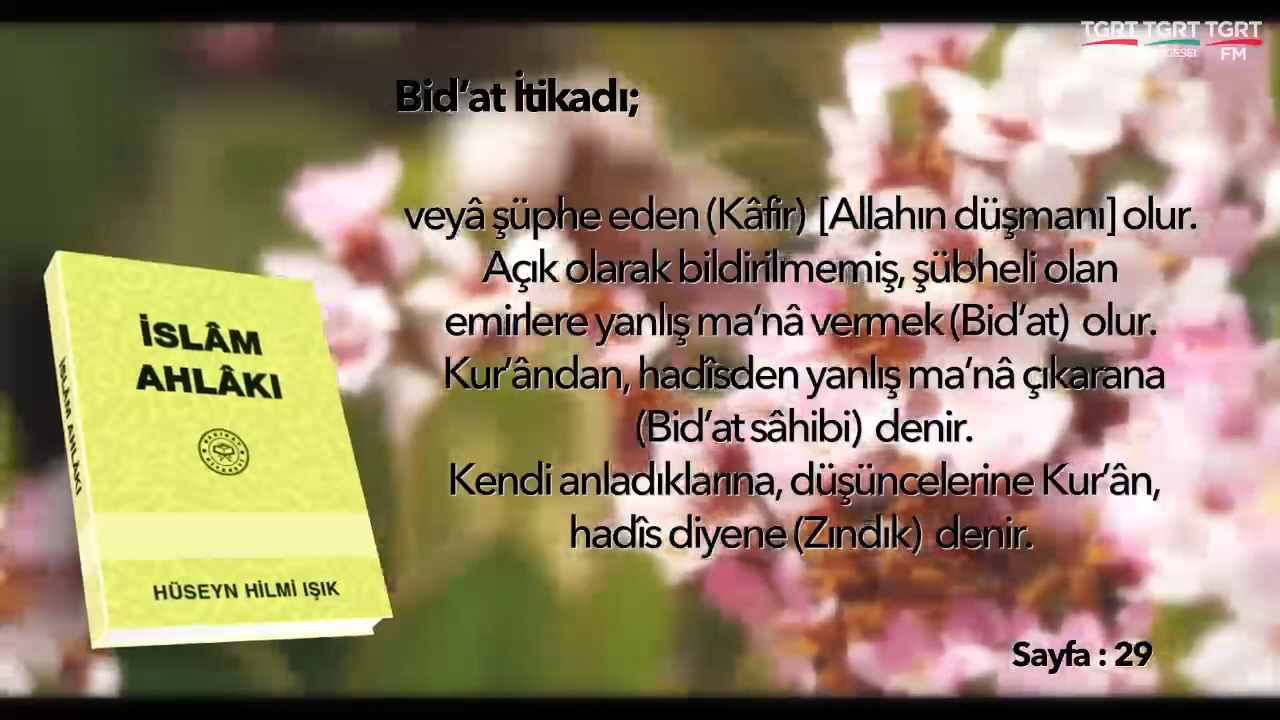 TGRT TGRT TGRT
FM
Bid'at İtikadı;
veyâ şüphe eden (Kâfir) [Allahın düşmanı] olur.
Açık olarak bildirilmemiş, şübheli olan
emirlere yanlış ma'nâ vermek (Bid'at) olur.
Kur'ândan, hadîsden yanlış ma'nâ çıkarana
(Bid'at sâhibi) denir.
Kendi anladıklarına, düşüncelerine Kur'ân,
hadîs diyene (Zındık) denir.
İSLÂM
AHLÂKI
İSLÂM AHLÂKI
HÜSEYN HİLMİ IŞIK
Sayfa : 29